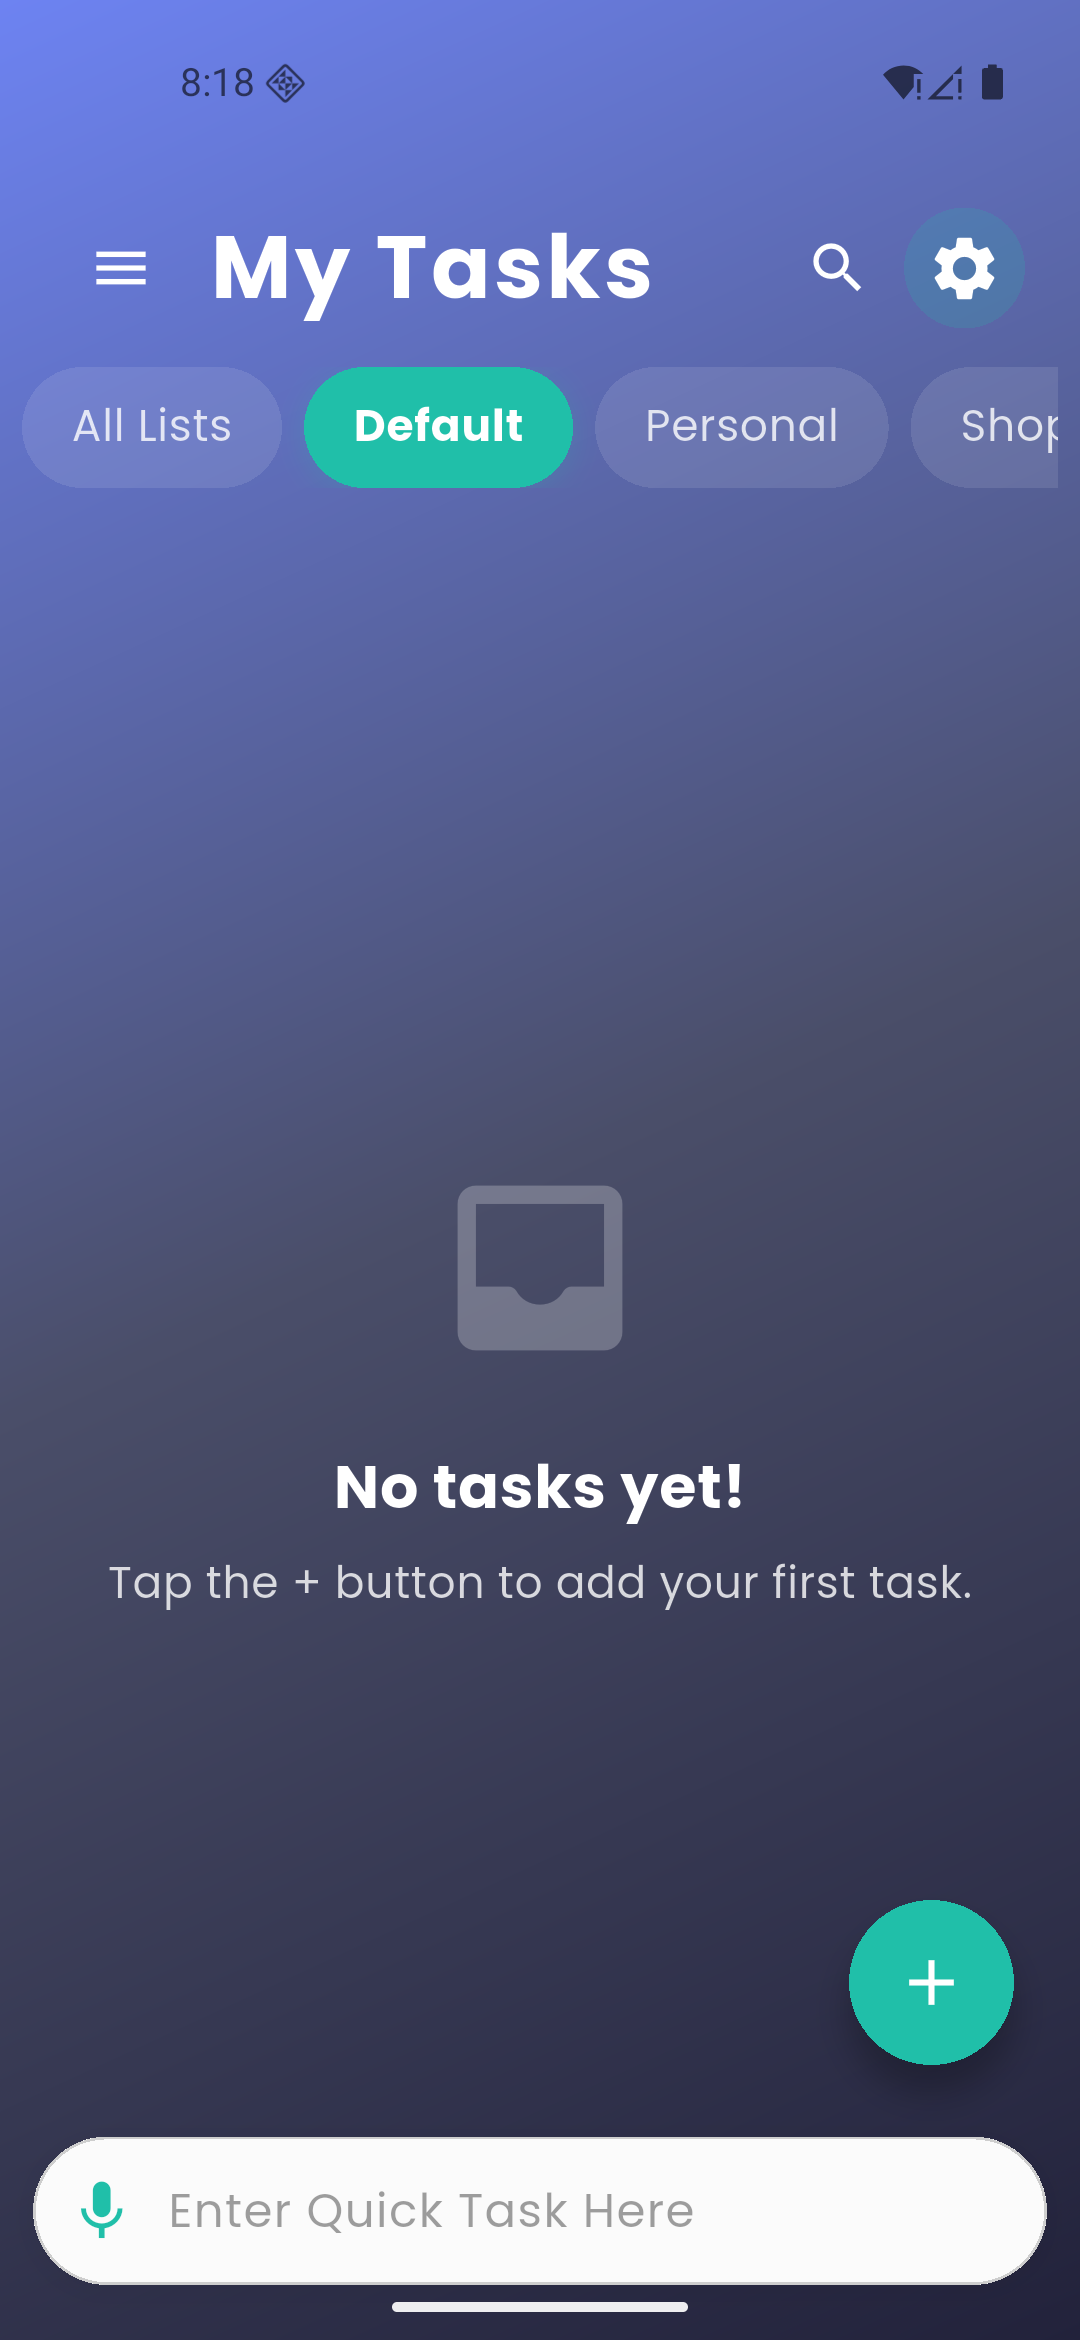 8:18
My Tasks
All Lists Default Personal Shop
No tasks yet!
Tap the + button to add your first task.
Enter Quick Task Here